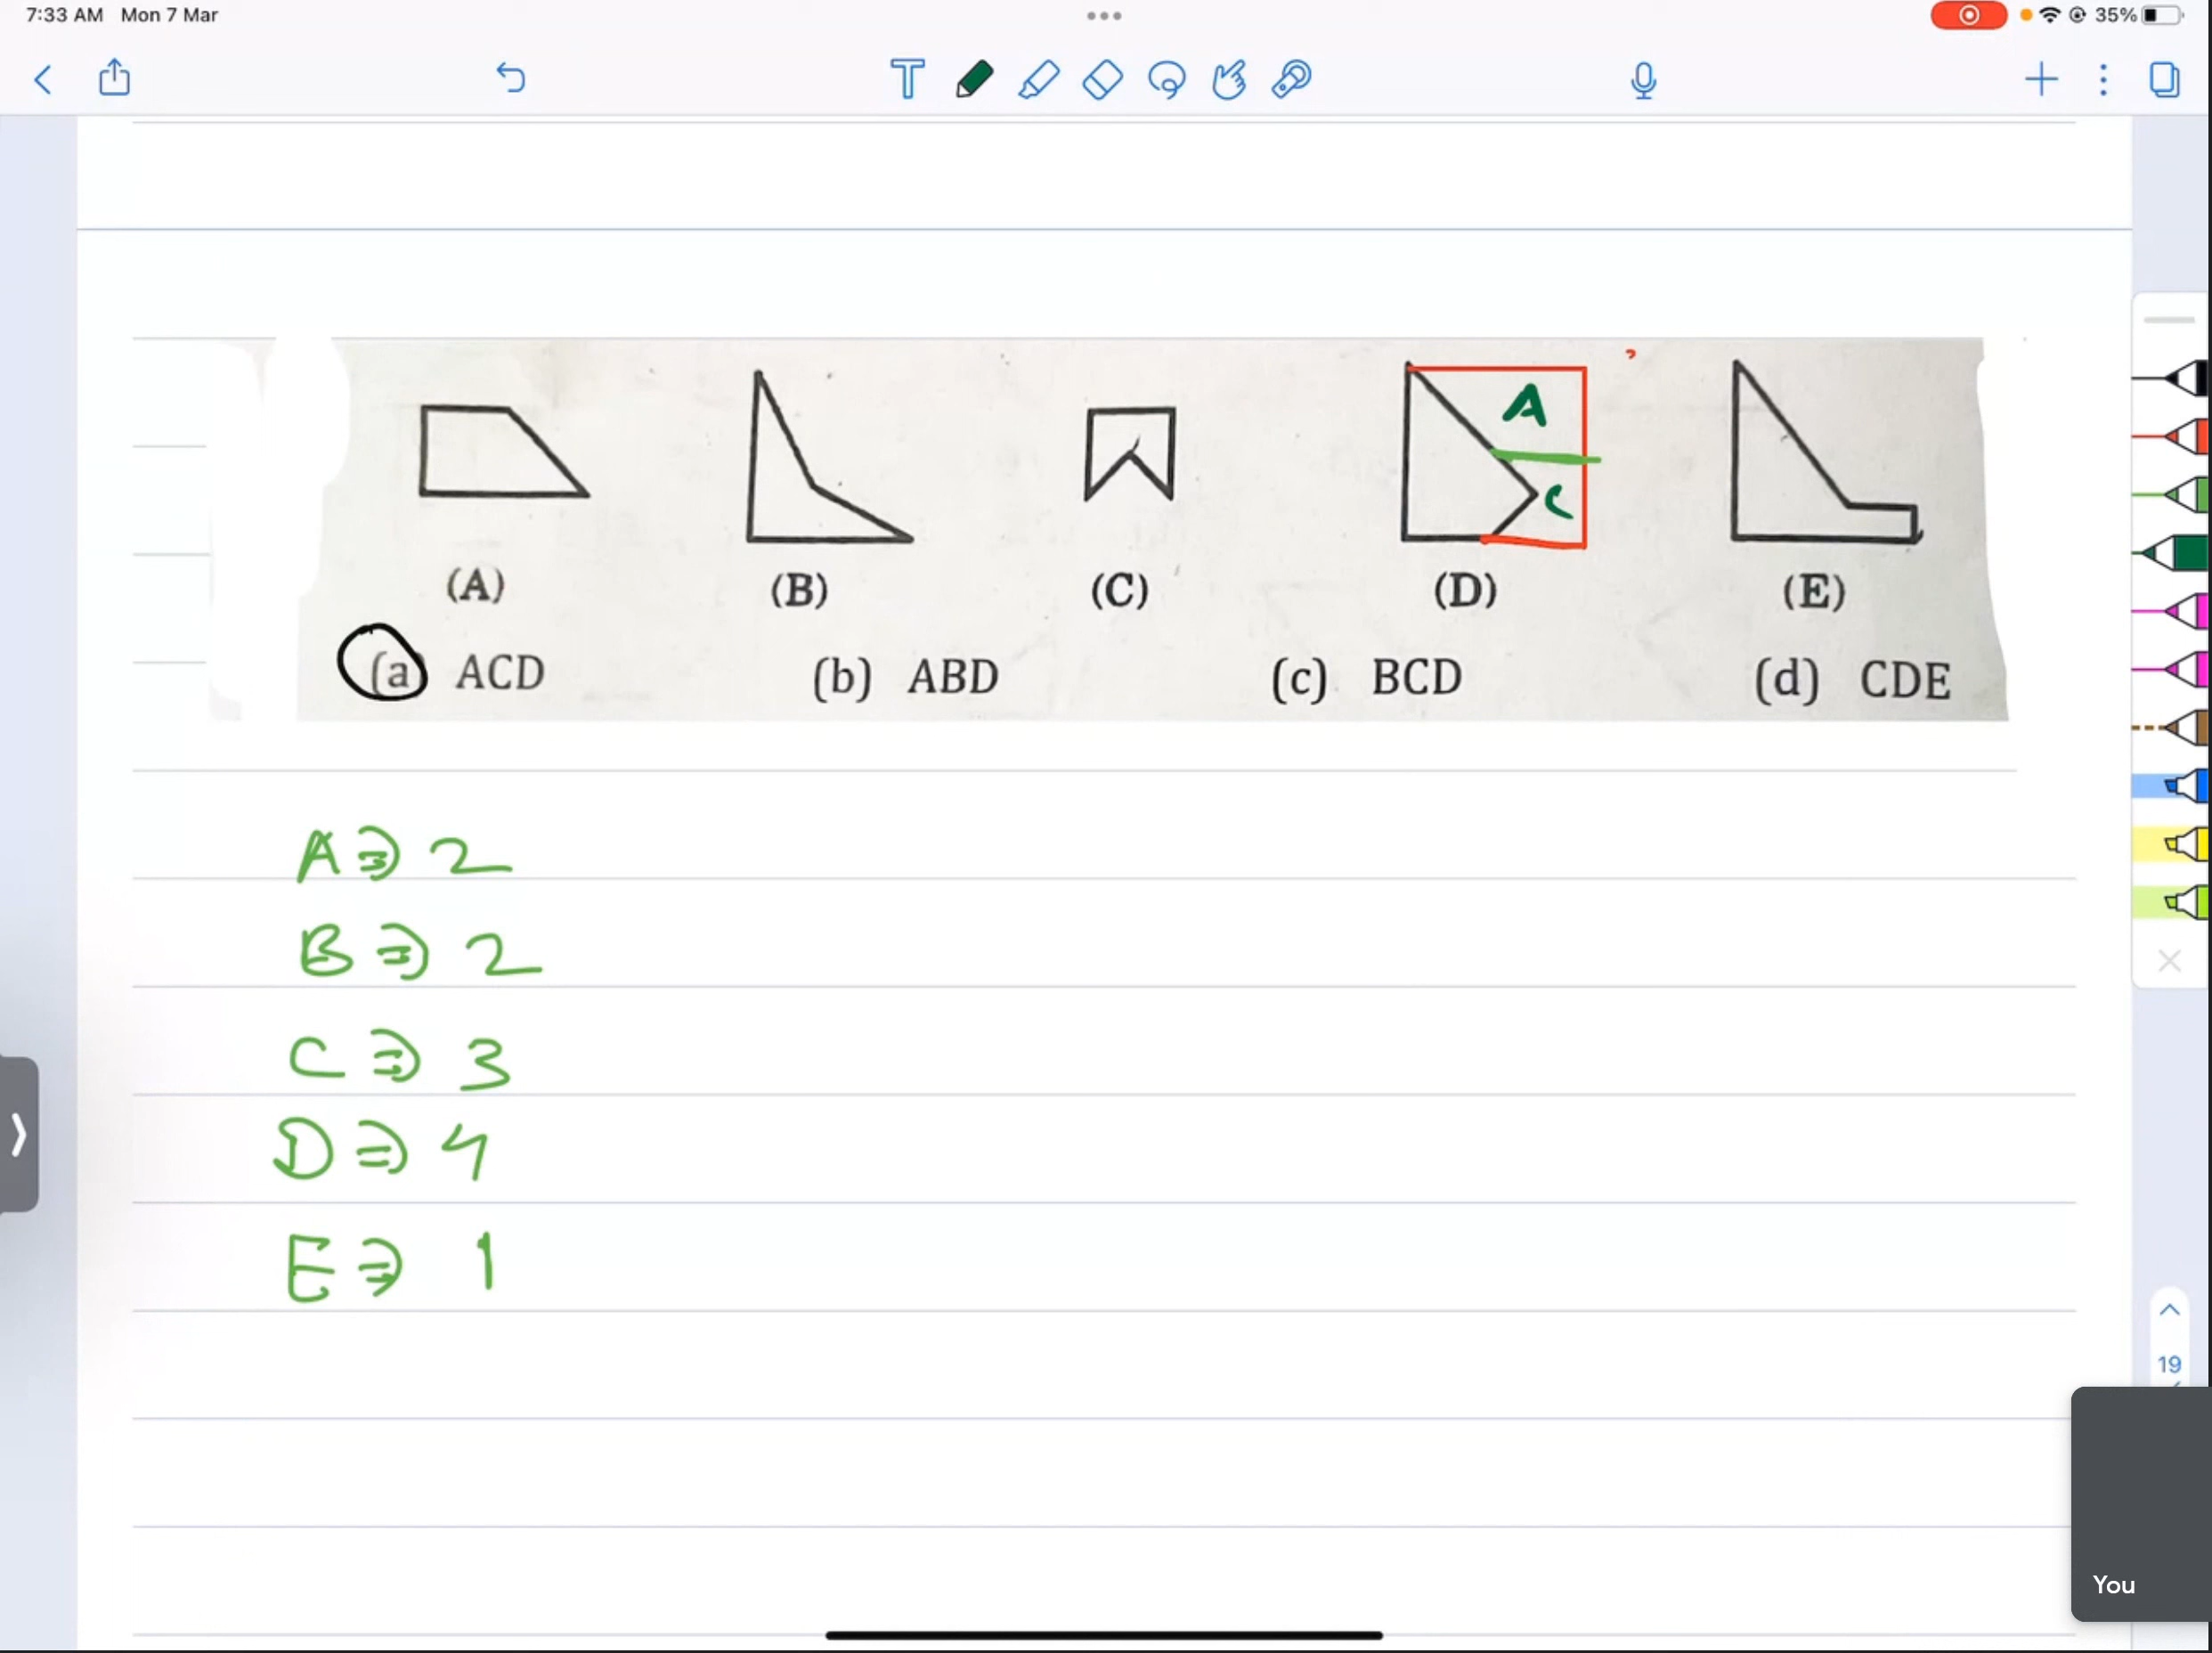 7:33 AM Mon 7 Mar
35%
T
A
C
?
(A) (B) (C) (D) (E)
(a) ACD (b) ABD (c) BCD (d) CDE
A ⇒ 2
B ⇒ 2
C ⇒ 3
D ⇒ 4
E ⇒ 1
19
You